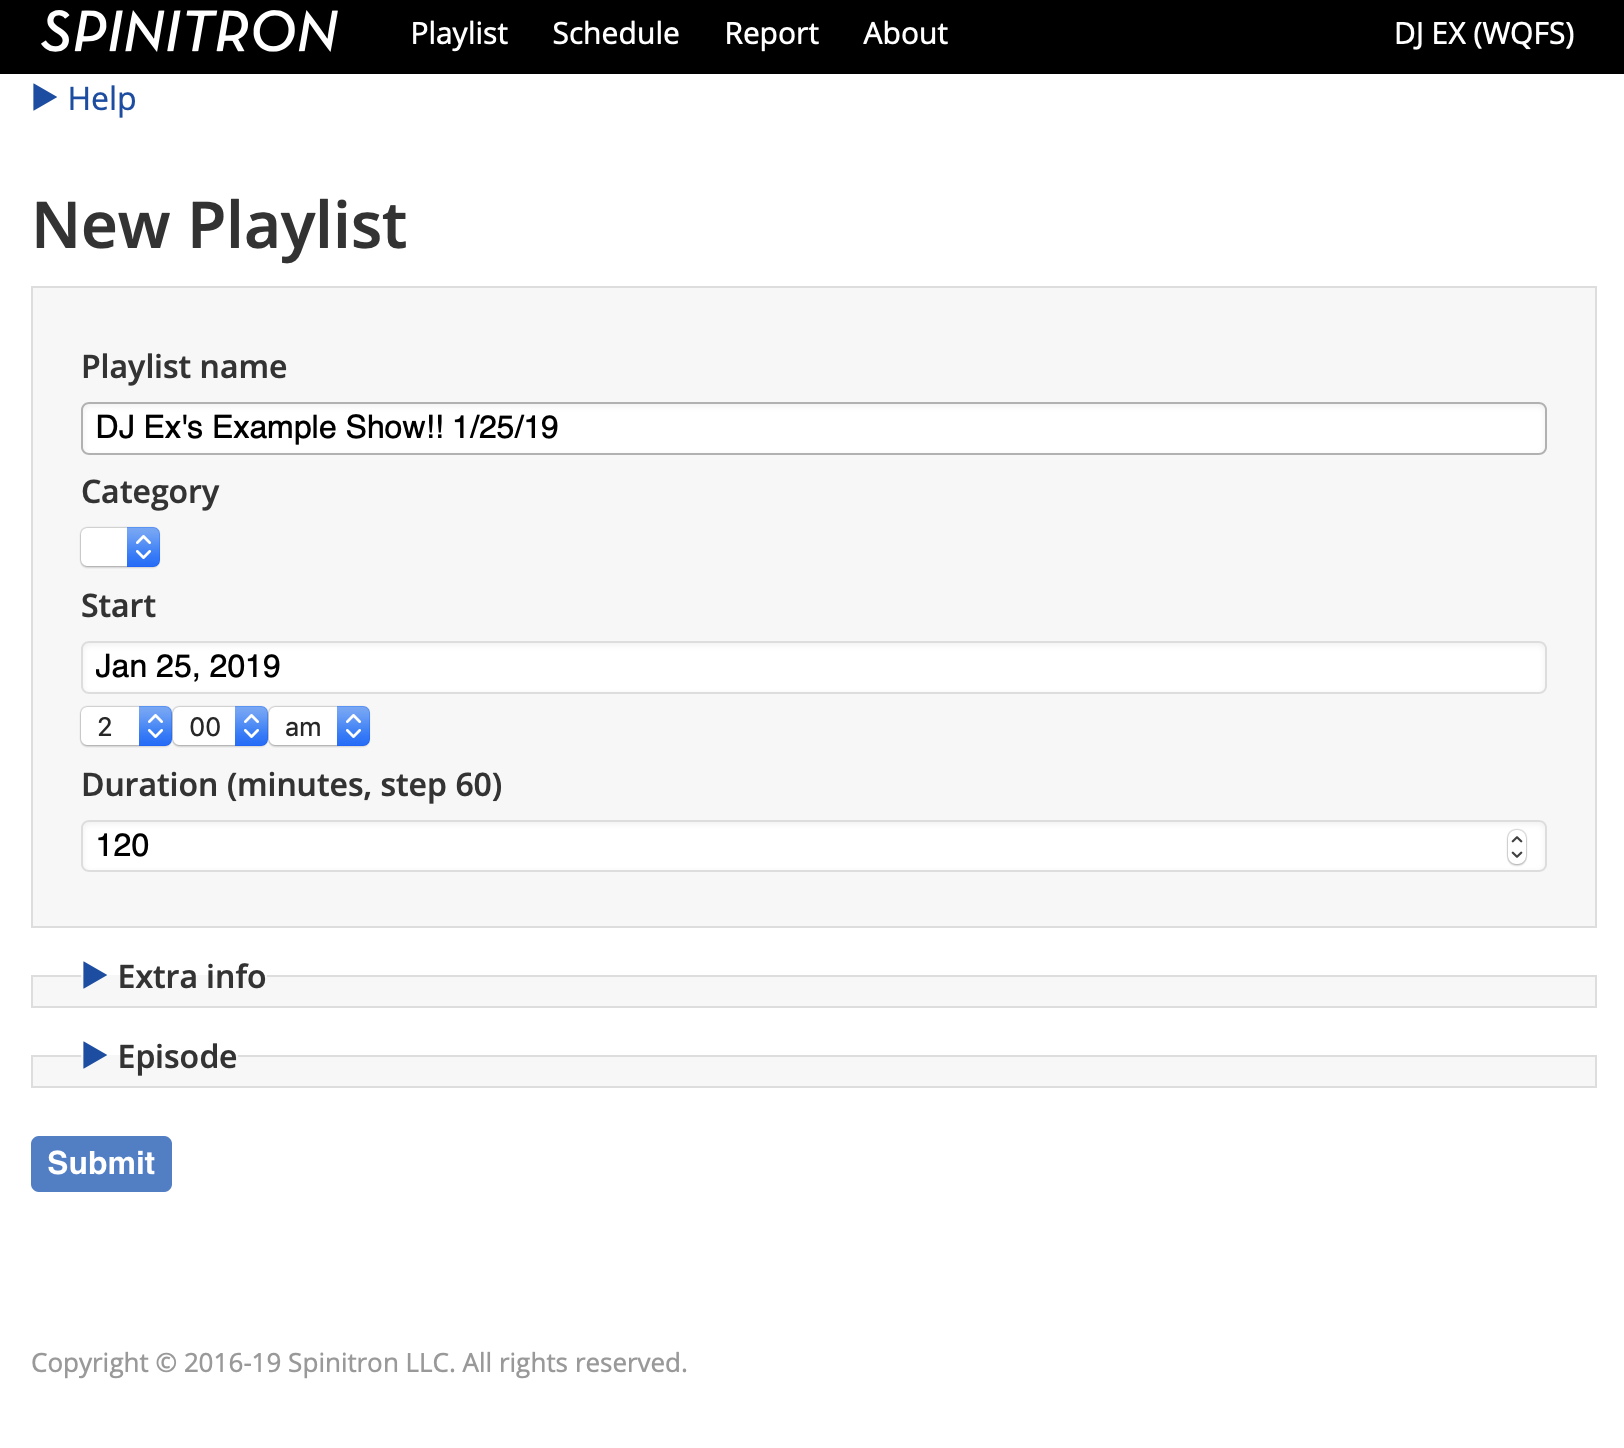 SPINITRON Playlist Schedule Report About DJ EX (WQFS)
Help
New Playlist
Playlist name
DJ Ex's Example Show!! 1/25/19
Category
Start
Jan 25, 2019
2 00 am
Duration (minutes, step 60)
120
Extra info
Episode
Submit
Copyright © 2016-19 Spinitron LLC. All rights reserved.